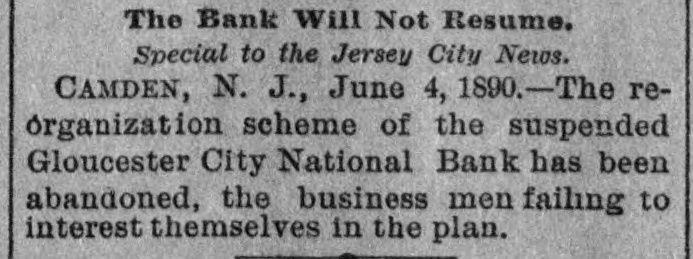 The Bank Will Not Resume.
Special to the Jersey City News.
CAMDEN, N. J., June 4, 1890.—The re-
organization scheme of the suspended
Gloucester City National Bank has been
abandoned, the business men failing to
interest themselves in the plan.